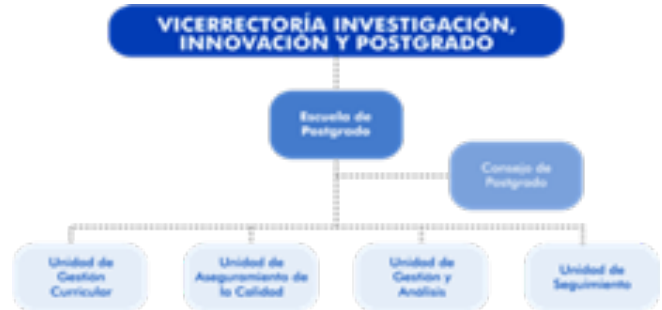 VICERRECTORÍA INVESTIGACIÓN,
INNOVACIÓN Y POSTGRADO
Escuela de
Postgrado
Consejo de
Postgrado
Unidad de
Gestión
Curricular
Unidad de
Aseguramiento de
la Calidad
Unidad de
Gestión y
Análisis
Unidad de
Seguimiento